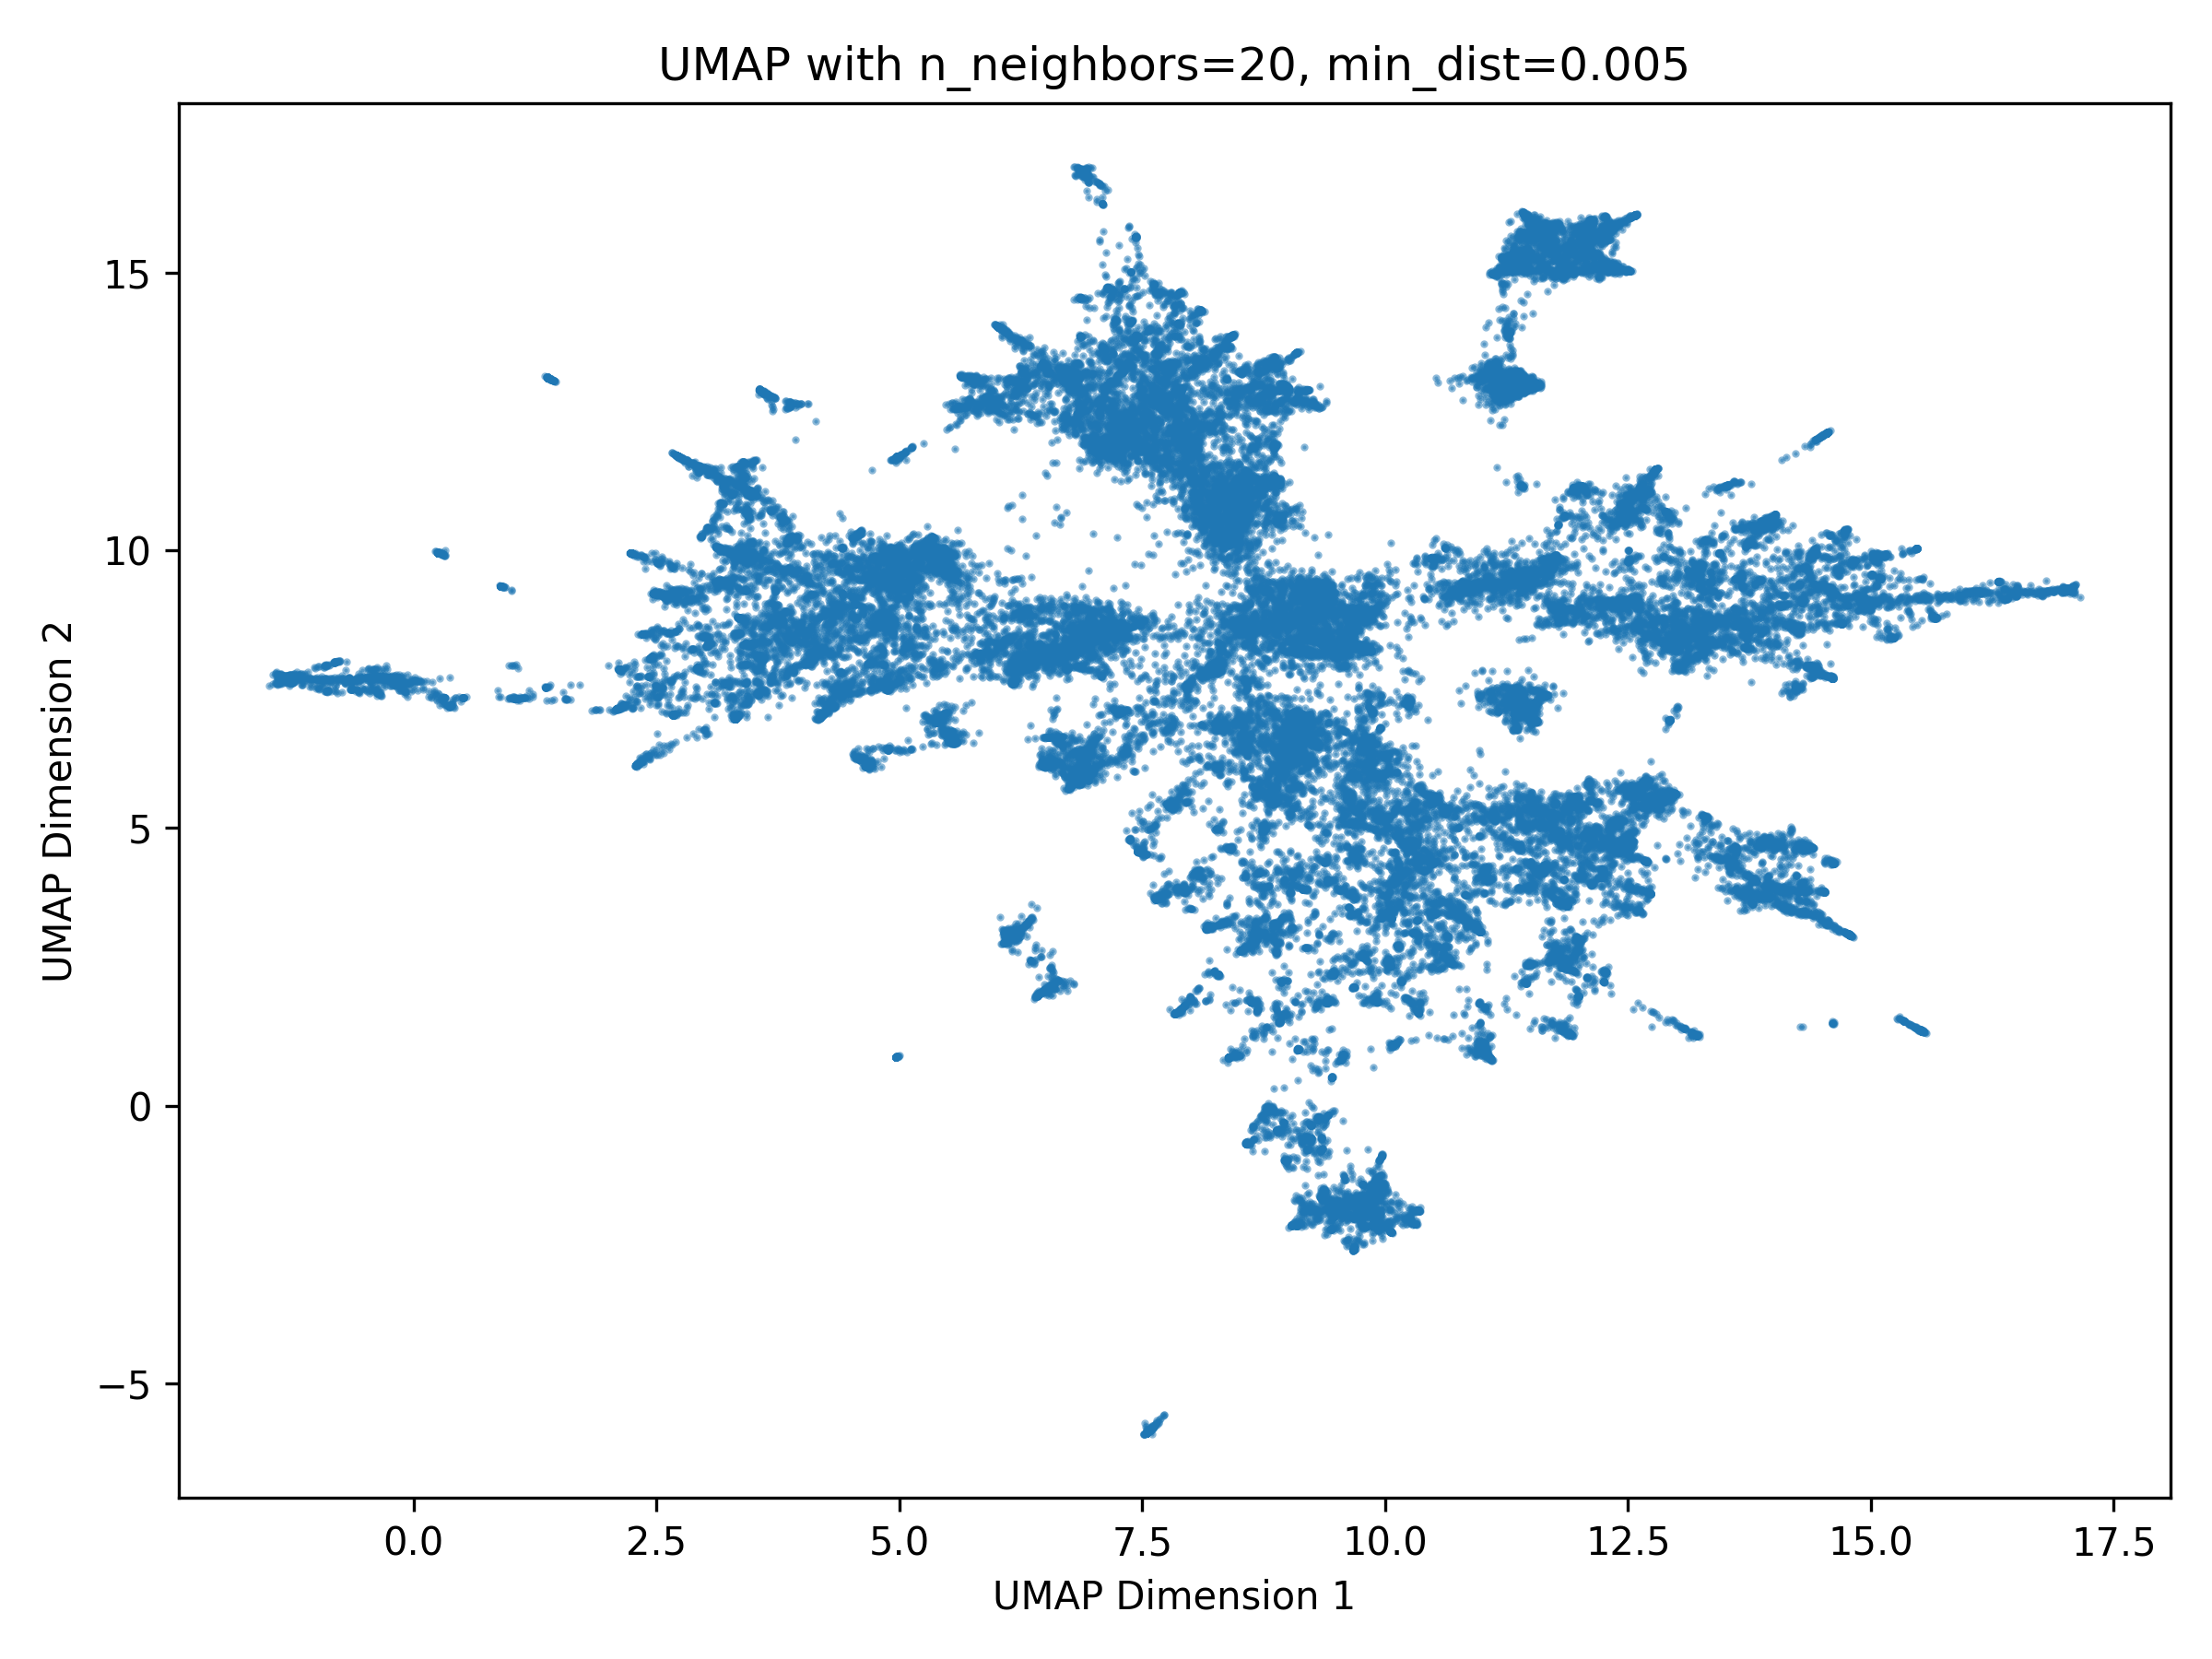 UMAP with n_neighbors=20, min_dist=0.005
15
10
5
0
−5
UMAP Dimension 2
0.0 2.5 5.0 7.5 10.0 12.5 15.0 17.5
UMAP Dimension 1